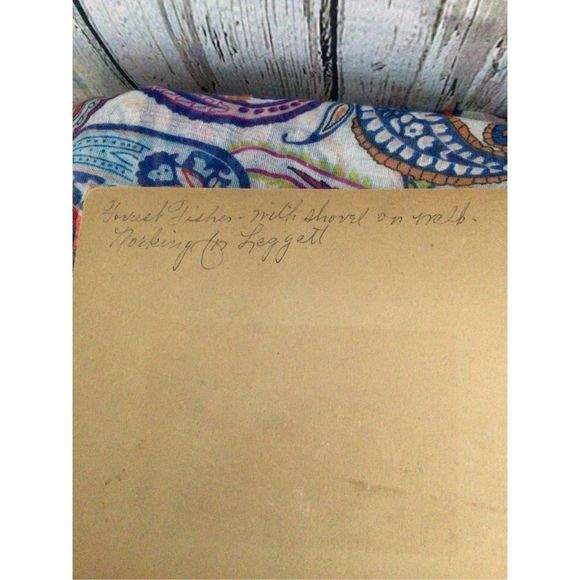 Forrest Fisher - with shovel on walk -
Working for Leggett